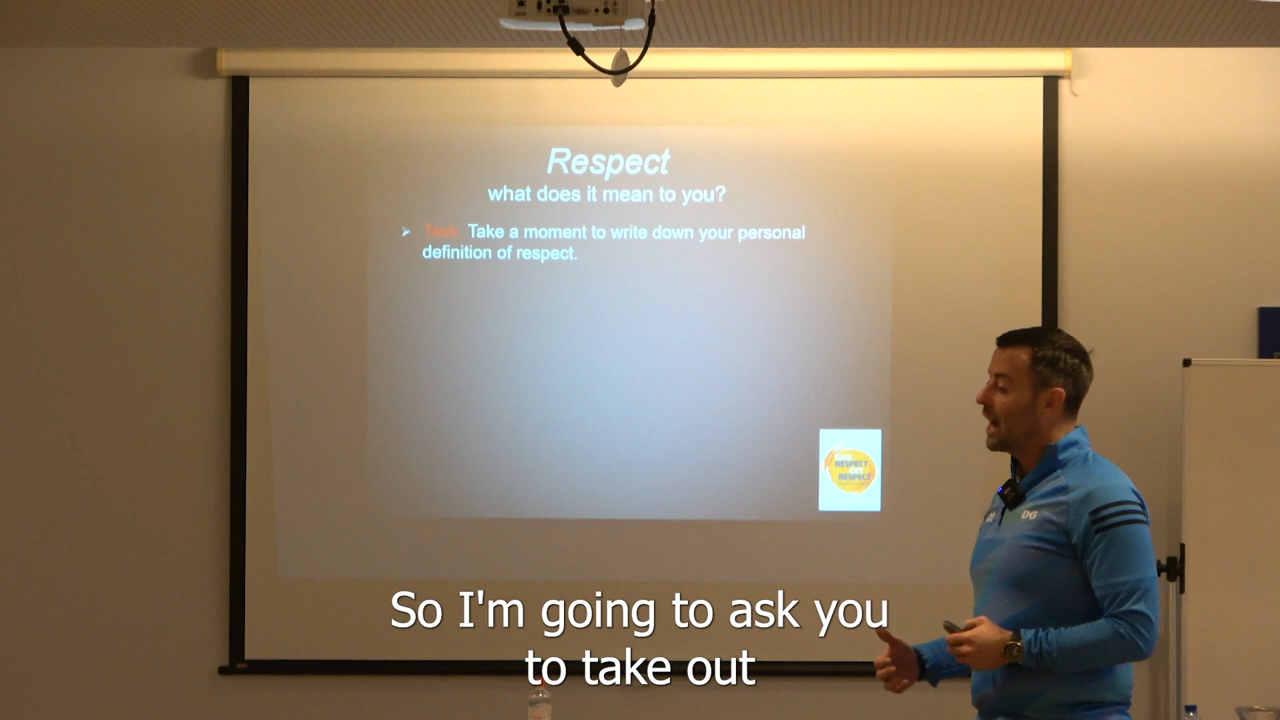 Respect
what does it mean to you?
➢ Task Take a moment to write down your personal
definition of respect.
RESPECT
RESPECT
DG
So I'm going to ask you
to take out